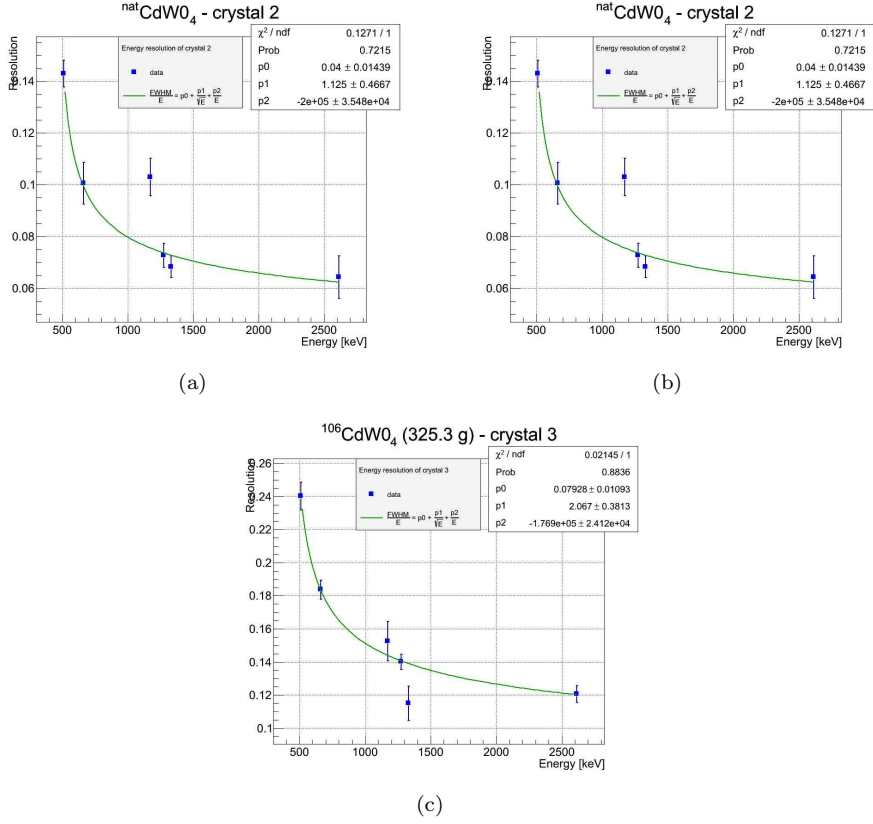 natCdW0₄ - crystal 2
χ² / ndf 0.1271 / 1
Prob 0.7215
p0 0.04 ± 0.01439
p1 1.125 ± 0.4667
p2 -2e+05 ± 3.548e+04
Energy resolution of crystal 2
data
FWHM/E = p0 + p1/√E + p2/E
Resolution
0.14
0.12
0.1
0.08
0.06
500 1000 1500 2000 2500
Energy [keV]
(a)
natCdW0₄ - crystal 2
χ² / ndf 0.1271 / 1
Prob 0.7215
p0 0.04 ± 0.01439
p1 1.125 ± 0.4667
p2 -2e+05 ± 3.548e+04
Energy resolution of crystal 2
data
FWHM/E = p0 + p1/√E + p2/E
Resolution
0.14
0.12
0.1
0.08
0.06
500 1000 1500 2000 2500
Energy [keV]
(b)
¹⁰⁶CdW0₄ (325.3 g) - crystal 3
χ² / ndf 0.02145 / 1
Prob 0.8836
p0 0.07928 ± 0.01093
p1 2.067 ± 0.3813
p2 -1.769e+05 ± 2.412e+04
Energy resolution of crystal 3
data
FWHM/E = p0 + p1/√E + p2/E
Resolution
0.26
0.24
0.22
0.2
0.18
0.16
0.14
0.12
0.1
500 1000 1500 2000 2500
Energy [keV]
(c)